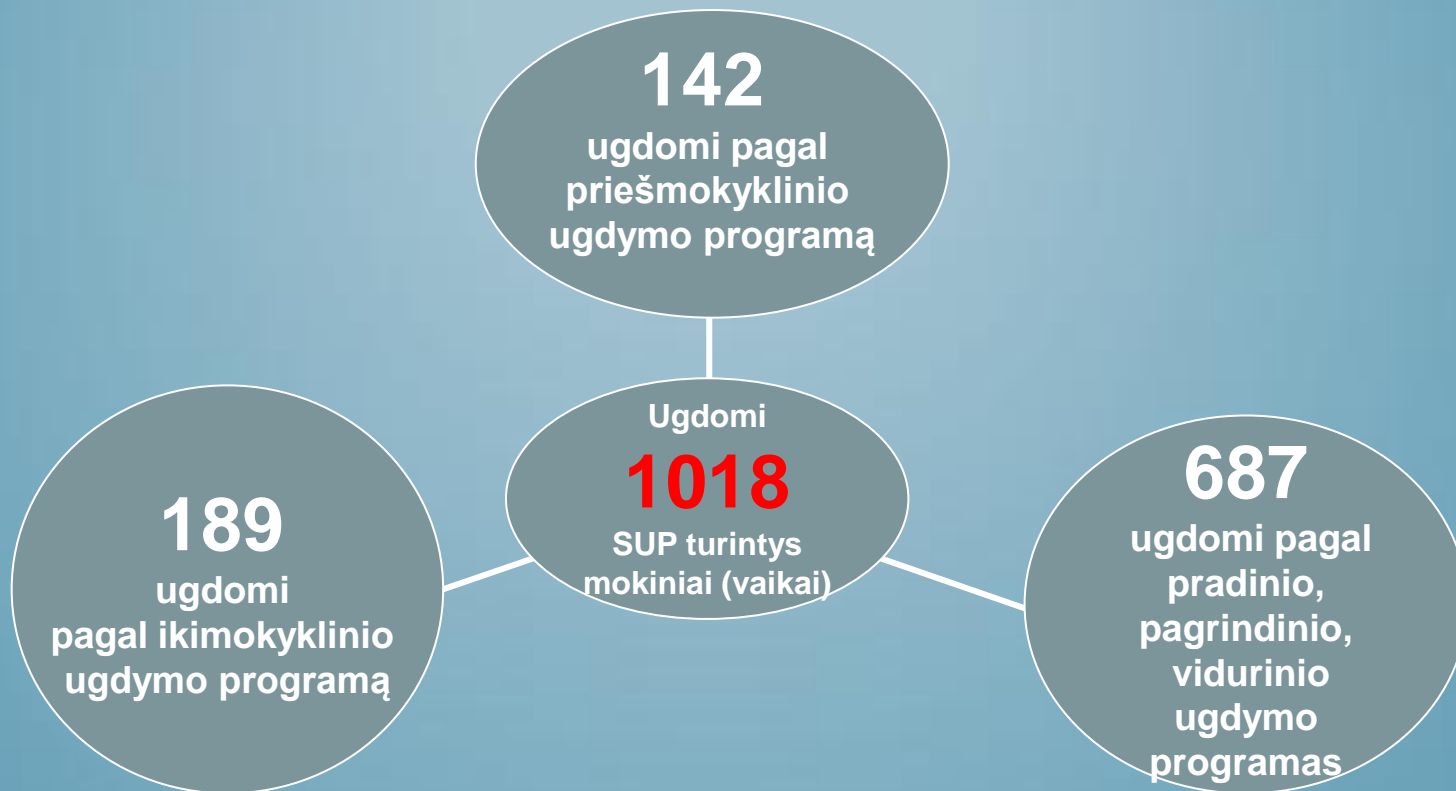 142
ugdomi pagal
priešmokyklinio
ugdymo programą
Ugdomi
1018
SUP turintys
mokiniai (vaikai)
189
ugdomi
pagal ikimokyklinio
ugdymo programą
687
ugdomi pagal
pradinio,
pagrindinio,
vidurinio
ugdymo
programas